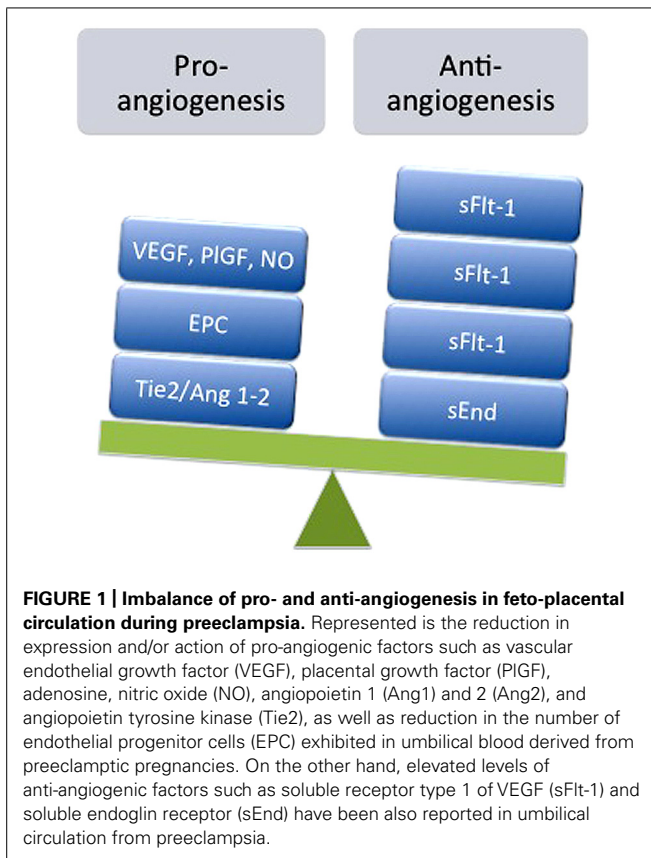 Pro-
angiogenesis
Anti-
angiogenesis
VEGF, PlGF, NO
EPC
Tie2/Ang 1-2
sFlt-1
sFlt-1
sFlt-1
sEnd
FIGURE 1 | Imbalance of pro- and anti-angiogenesis in feto-placental
circulation during preeclampsia. Represented is the reduction in
expression and/or action of pro-angiogenic factors such as vascular
endothelial growth factor (VEGF), placental growth factor (PlGF),
adenosine, nitric oxide (NO), angiopoietin 1 (Ang1) and 2 (Ang2), and
angiopoietin tyrosine kinase (Tie2), as well as reduction in the number of
endothelial progenitor cells (EPC) exhibited in umbilical blood derived from
preeclamptic pregnancies. On the other hand, elevated levels of
anti-angiogenic factors such as soluble receptor type 1 of VEGF (sFlt-1) and
soluble endoglin receptor (sEnd) have been also reported in umbilical
circulation from preeclampsia.